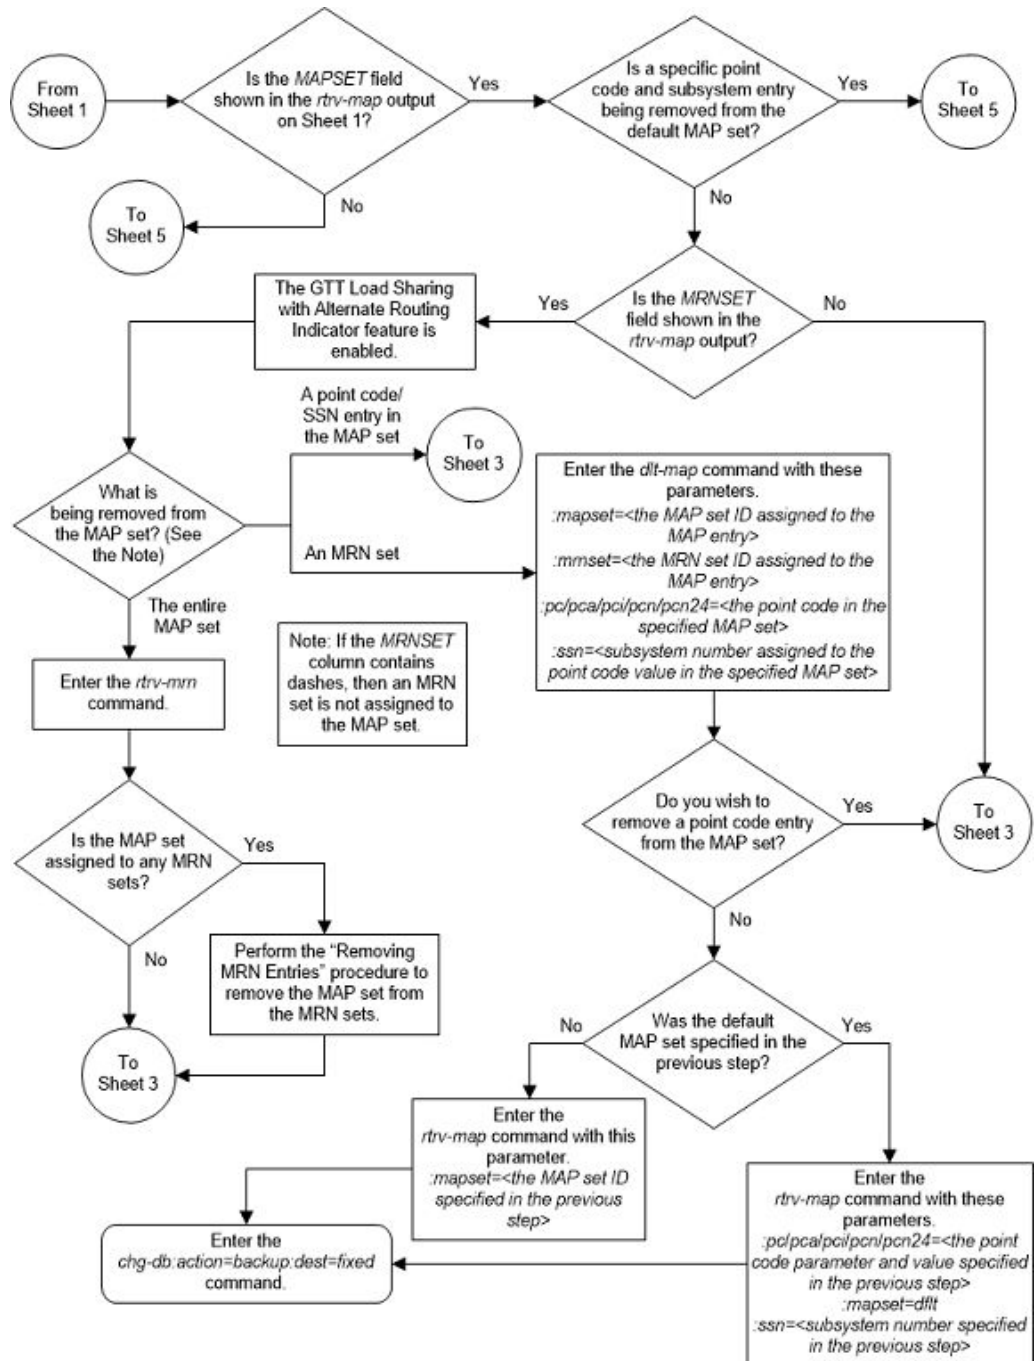 From
Sheet 1
Is the MAPSET field
shown in the rtrv-map output
on Sheet 1?
Yes
Is a specific point
code and subsystem entry
being removed from the
default MAP set?
Yes
To
Sheet 5
No
To
Sheet 5
No
The GTT Load Sharing
with Alternate Routing
Indicator feature is
enabled.
Yes
Is the MRNSET
field shown in the
rtrv-map output?
No
A point code/
SSN entry in
the MAP set
To
Sheet 3
What is
being removed from
the MAP set? (See
the Note)
An MRN set
Enter the dlt-map command with these
parameters.
:mapset=<the MAP set ID assigned to the
MAP entry>
:mrnset=<the MRN set ID assigned to the
MAP entry>
:pc/pca/pci/pcn/pcn24=<the point code in the
specified MAP set>
:ssn=<subsystem number assigned to the
point code value in the specified MAP set>
The entire
MAP set
Note: If the MRNSET
column contains
dashes, then an MRN
set is not assigned to
the MAP set.
Enter the rtrv-mrn
command.
Do you wish to
remove a point code entry
from the MAP set?
Yes
To
Sheet 3
Is the MAP set
assigned to any MRN
sets?
Yes
No
No
Perform the “Removing
MRN Entries” procedure to
remove the MAP set from
the MRN sets.
To
Sheet 3
No
Was the default
MAP set specified in the
previous step?
Yes
Enter the
rtrv-map command with this
parameter.
:mapset=<the MAP set ID
specified in the previous
step>
Enter the
rtrv-map command with these
parameters.
:pc/pca/pci/pcn/pcn24=<the point
code parameter and value specified
in the previous step>
:mapset=dflt
:ssn=<subsystem number specified
in the previous step>
Enter the
chg-db:action=backup:dest=fixed
command.